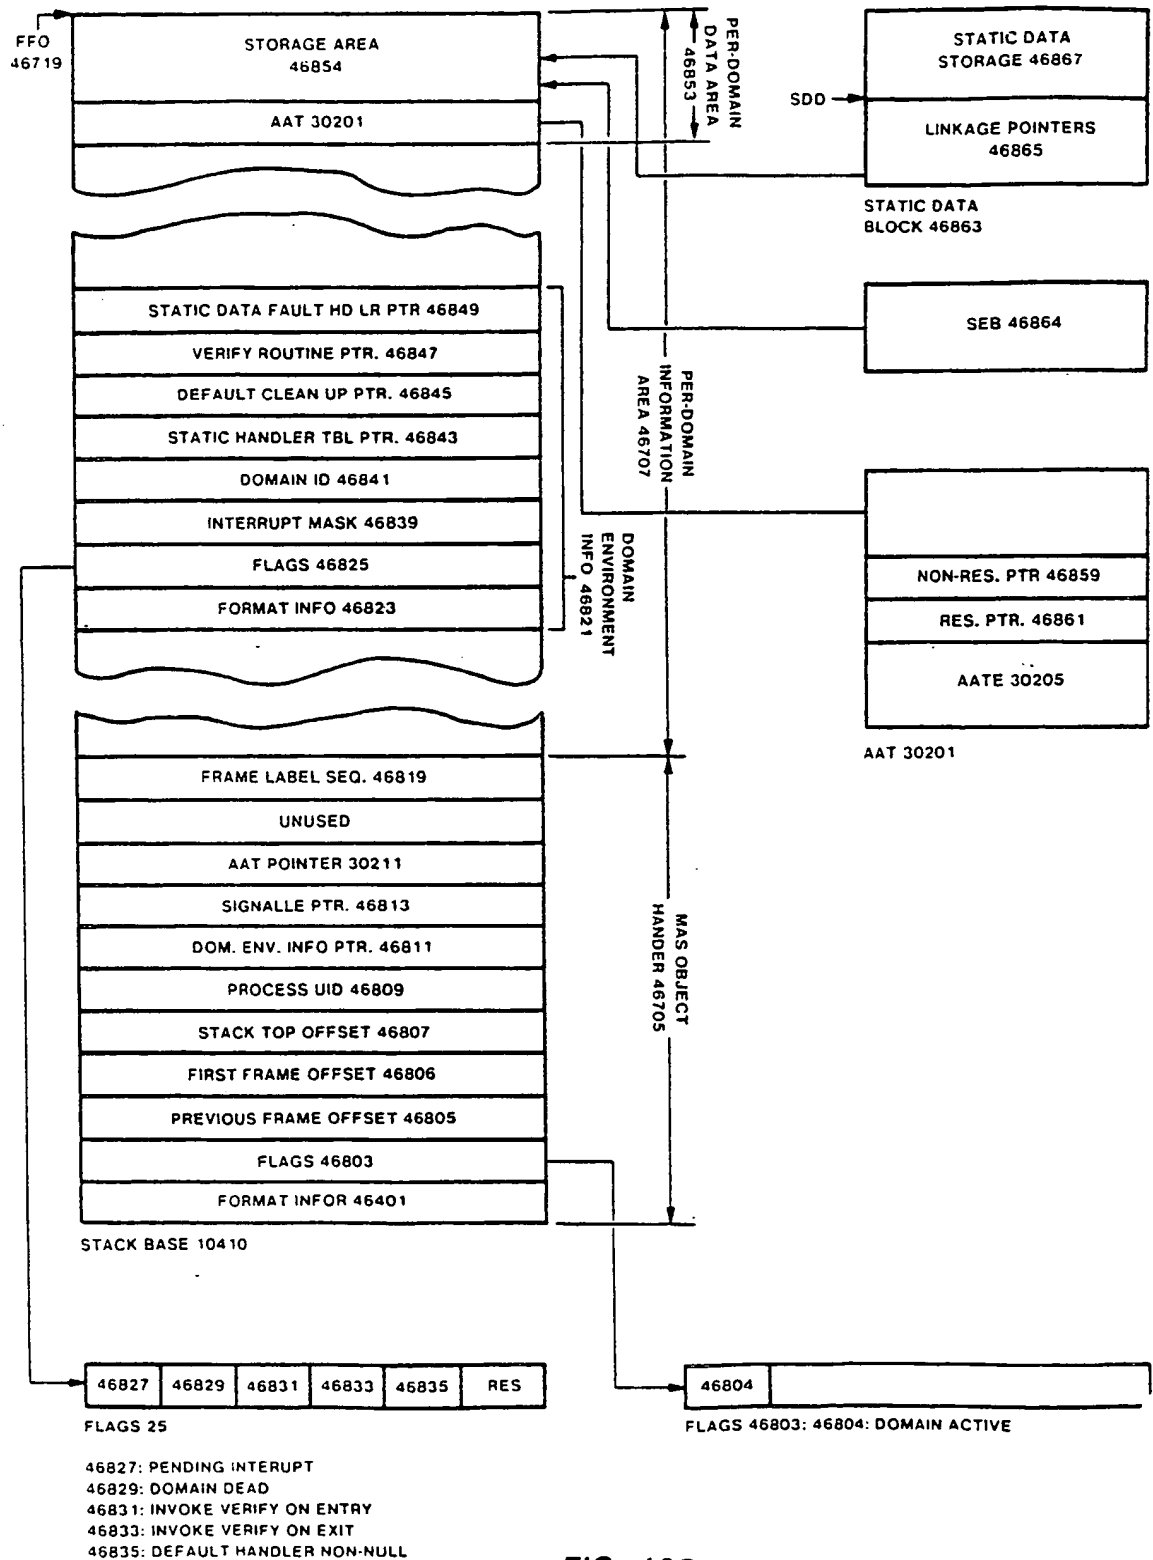 FFO
46719
STORAGE AREA
46854
AAT 30201
PER-DOMAIN
DATA AREA
46853
STATIC DATA
STORAGE 46867
SDD
LINKAGE POINTERS
46865
STATIC DATA
BLOCK 46863
STATIC DATA FAULT HD LR PTR 46849
VERIFY ROUTINE PTR. 46847
DEFAULT CLEAN UP PTR. 46845
STATIC HANDLER TBL PTR. 46843
DOMAIN ID 46841
INTERRUPT MASK 46839
FLAGS 46825
FORMAT INFO 46823
DOMAIN
ENVIRONMENT
INFO 46821
PER-DOMAIN
INFORMATION
AREA 46707
SEB 46864
NON-RES. PTR 46859
RES. PTR. 46861
AATE 30205
AAT 30201
FRAME LABEL SEQ. 46819
UNUSED
AAT POINTER 30211
SIGNALLE PTR. 46813
DOM. ENV. INFO PTR. 46811
PROCESS UID 46809
STACK TOP OFFSET 46807
FIRST FRAME OFFSET 46806
PREVIOUS FRAME OFFSET 46805
FLAGS 46803
FORMAT INFOR 46401
MAS OBJECT
HANDER 46705
STACK BASE 10410
46827 46829 46831 46833 46835 RES
FLAGS 25
46804
FLAGS 46803: 46804: DOMAIN ACTIVE
46827: PENDING INTERUPT
46829: DOMAIN DEAD
46831: INVOKE VERIFY ON ENTRY
46833: INVOKE VERIFY ON EXIT
46835: DEFAULT HANDLER NON-NULL